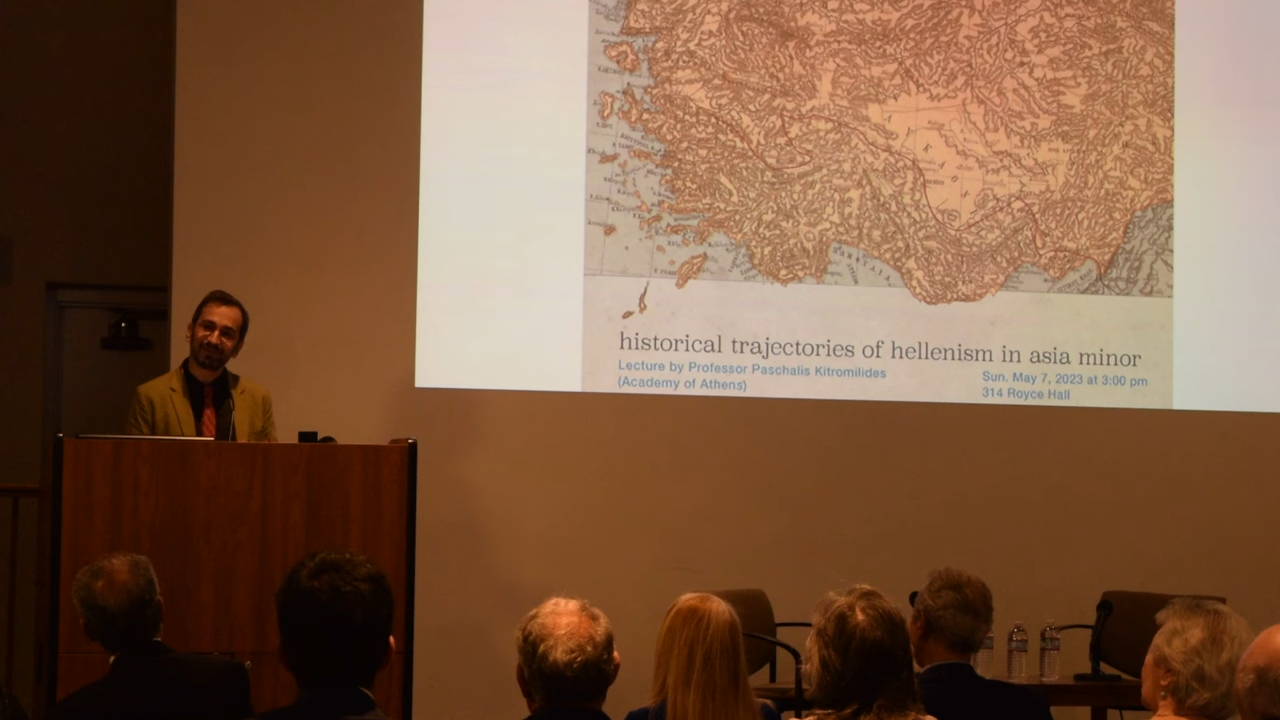 historical trajectories of hellenism in asia minor
Lecture by Professor Paschalis Kitromilides
(Academy of Athens)
Sun. May 7, 2023 at 3:00 pm
314 Royce Hall